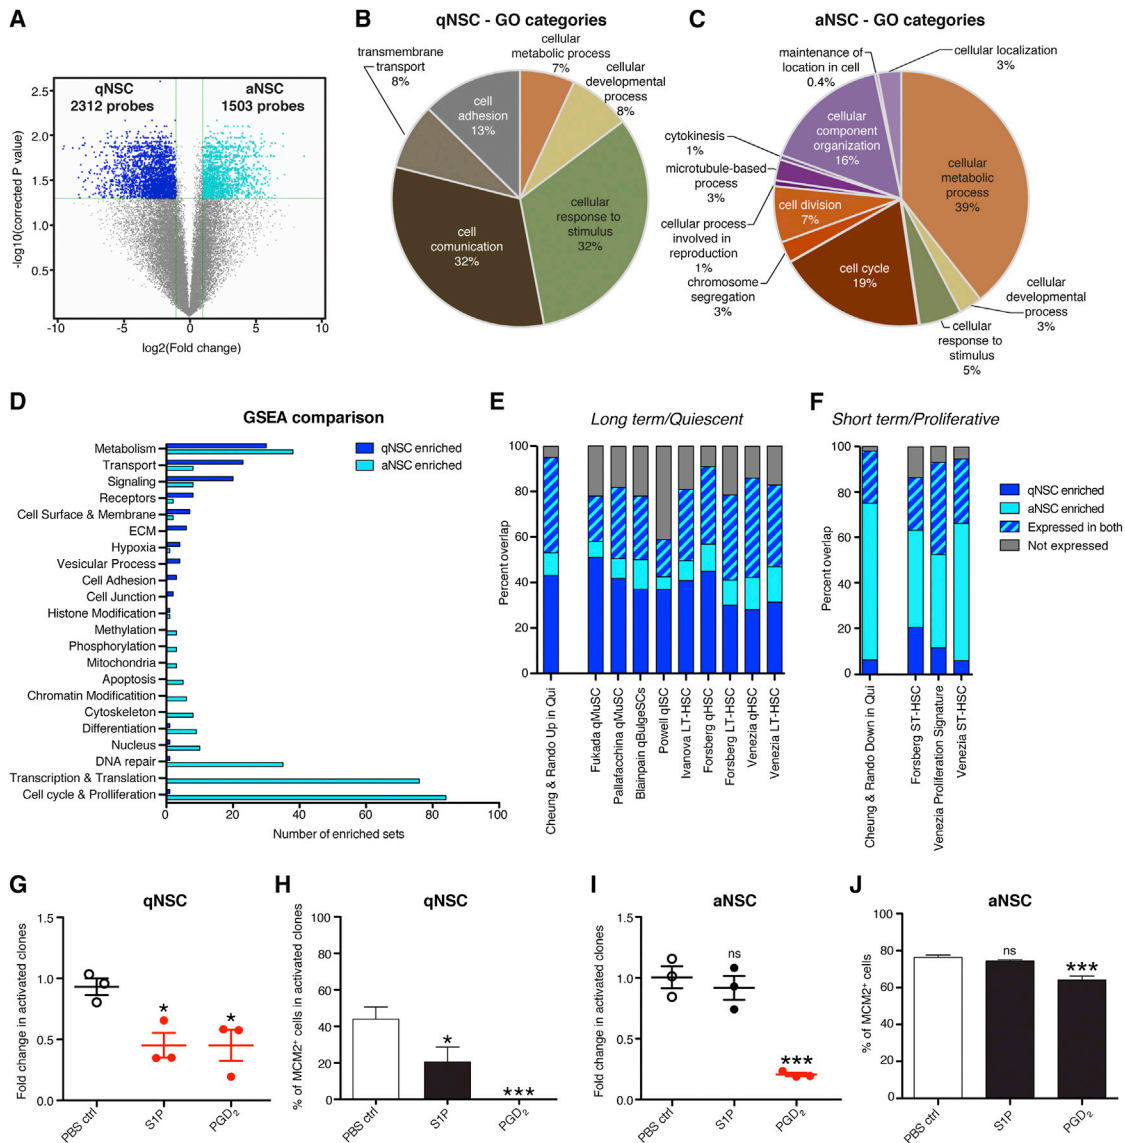 A
qNSC
2312 probes
aNSC
1503 probes
-log10(corrected P value)
2.5
2.0
1.5
1.0
0.5
-10
-5
0
5
10
log2(Fold change)
B
qNSC - GO categories
transmembrane
transport
8%
cellular
metabolic process
7%
cellular
developmental
process
8%
cell
adhesion
13%
cellular
response to
stimulus
32%
cell
comunication
32%
C
aNSC - GO categories
maintenance of
location in cell
0.4%
cellular localization
3%
cellular
component
organization
16%
cytokinesis
1%
microtubule-based
process
3%
cell division
7%
cellular process
involved in
reproduction
1%
chromosome
segregation
3%
cell cycle
19%
cellular
metabolic
process
39%
cellular
developmental
process
3%
cellular
response to
stimulus
5%
D
GSEA comparison
qNSC enriched
aNSC enriched
Metabolism
Transport
Signaling
Receptors
Cell Surface & Membrane
ECM
Hypoxia
Vesicular Process
Cell Adhesion
Cell Junction
Histone Modification
Methylation
Phosphorylation
Mitochondria
Apoptosis
Chromatin Modificatition
Cytoskeleton
Differentiation
Nucleus
DNA repair
Transcription & Translation
Cell cycle & Prolliferation
0
20
40
60
80
100
Number of enriched sets
E
Long term/Quiescent
Percent overlap
100
80
60
40
20
0
Cheung & Rando Up in Qui
Fukada qMuSC
Pallafacchina qMuSC
Blainpain qBulgeSCs
Powell qISC
Ivanova LT-HSC
Forsberg qHSC
Forsberg LT-HSC
Venezia qHSC
Venezia LT-HSC
F
Short term/Proliferative
Percent overlap
100
80
60
40
20
0
Cheung & Rando Down in Qui
Forsberg ST-HSC
Venezia Proliferation Signature
Venezia ST-HSC
qNSC enriched
aNSC enriched
Expressed in both
Not expressed
G
qNSC
Fold change in activated clones
1.5
1.0
0.5
0.0
*
*
PBS ctrl
S1P
PGD₂
H
qNSC
% of MCM2⁺ cells in activated clones
100
80
60
40
20
0
*
***
PBS ctrl
S1P
PGD₂
I
aNSC
Fold change in activated clones
1.5
1.0
0.5
0.0
ns
***
PBS ctrl
S1P
PGD₂
J
aNSC
% of MCM2⁺ cells
100
80
60
40
20
0
ns
***
PBS ctrl
S1P
PGD₂